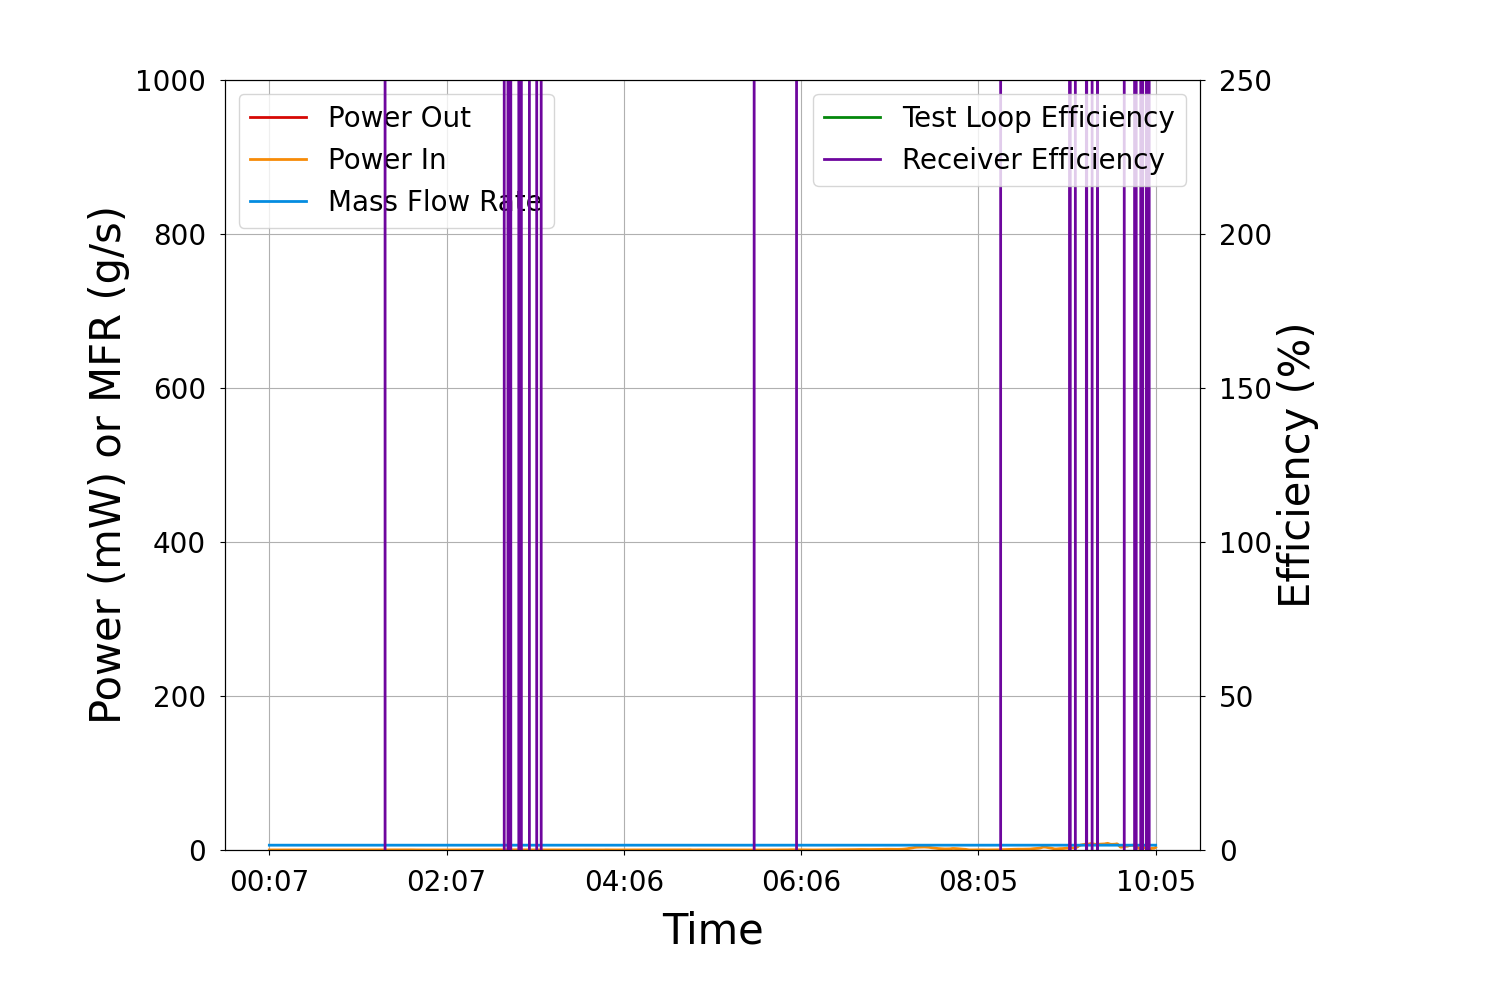 Power (mW) or MFR (g/s)
1000
800
600
400
200
0
Power Out
Power In
Mass Flow Rate
Test Loop Efficiency
Receiver Efficiency
250
200
150
100
50
0
Efficiency (%)
00:07 02:07 04:06 06:06 08:05 10:05
Time